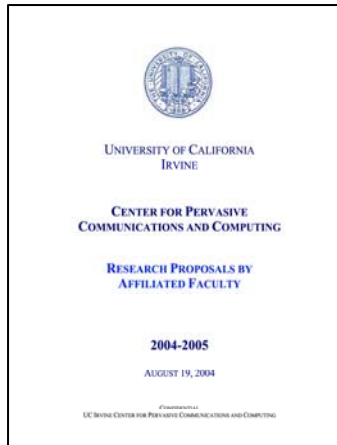 UNIVERSITY OF CALIFORNIA
IRVINE
CENTER FOR PERVASIVE
COMMUNICATIONS AND COMPUTING
RESEARCH PROPOSALS BY
AFFILIATED FACULTY
2004-2005
AUGUST 19, 2004
CONFIDENTIAL
UC IRVINE CENTER FOR PERVASIVE COMMUNICATIONS AND COMPUTING